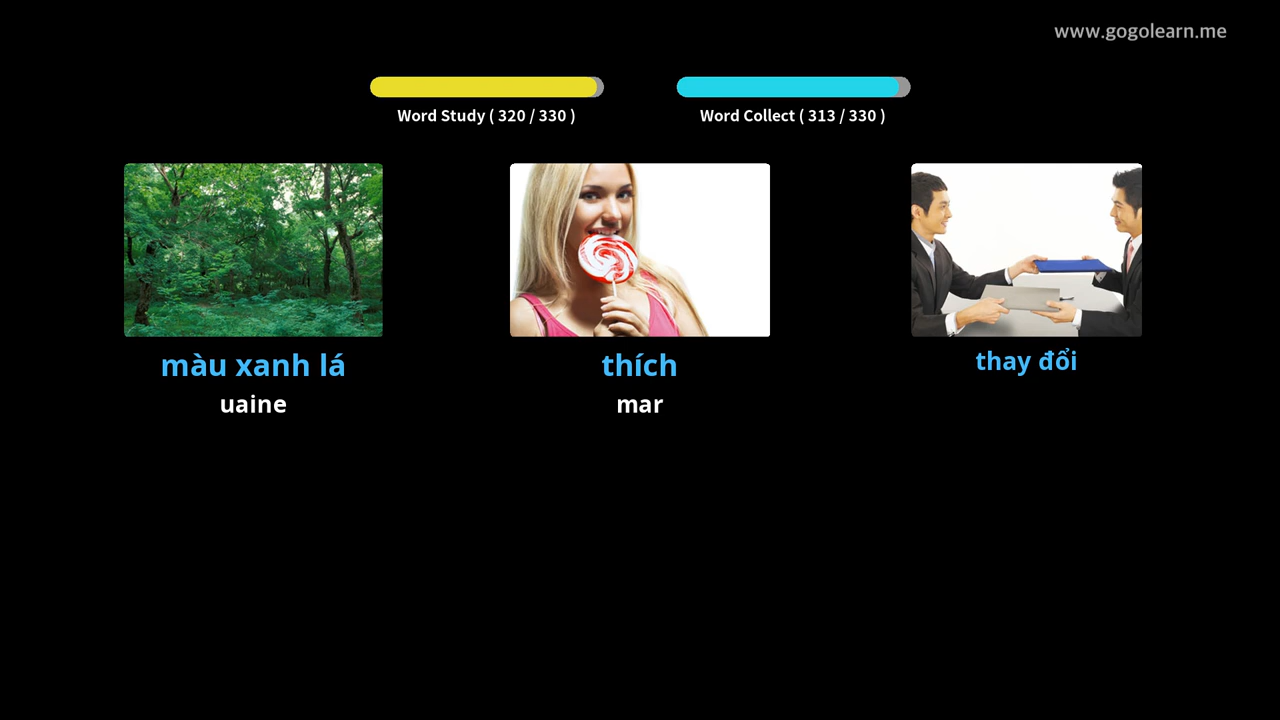 www.gogolearn.me
Word Study ( 320 / 330 )
Word Collect ( 313 / 330 )
màu xanh lá
uaine
thích
mar
thay đổi